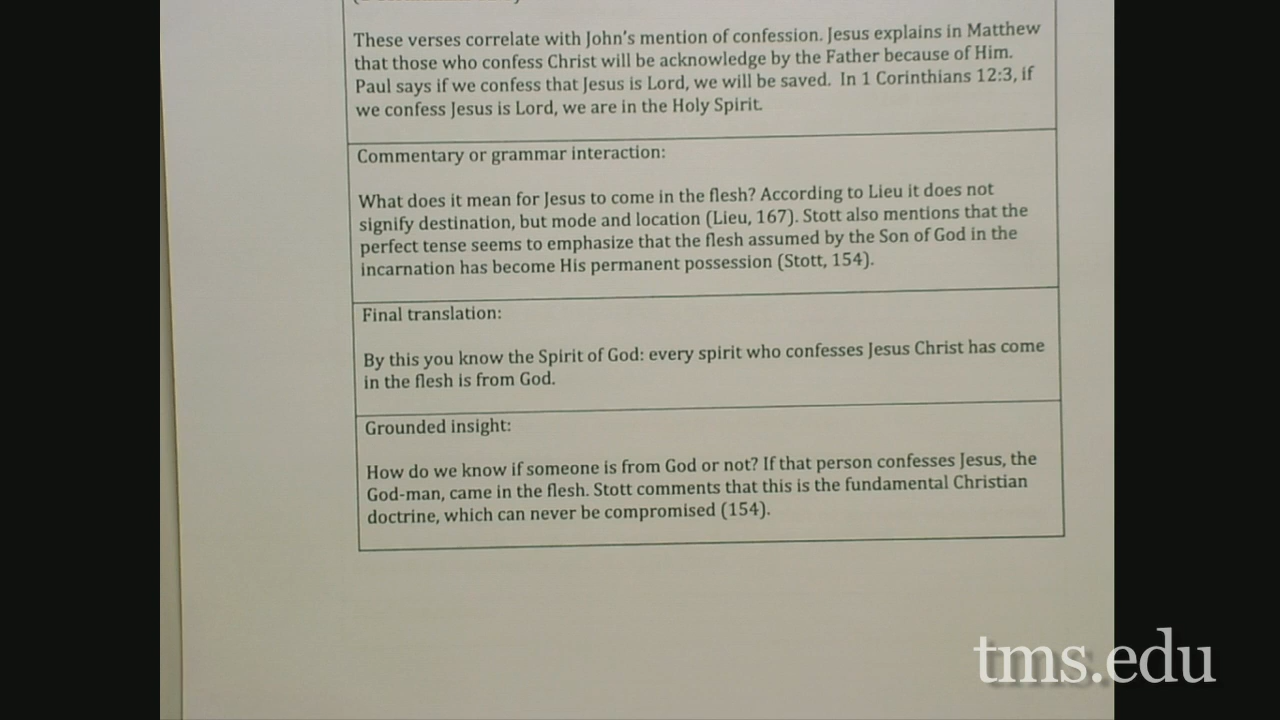 These verses correlate with John's mention of confession. Jesus explains in Matthew
that those who confess Christ will be acknowledge by the Father because of Him.
Paul says if we confess that Jesus is Lord, we will be saved. In 1 Corinthians 12:3, if
we confess Jesus is Lord, we are in the Holy Spirit.
Commentary or grammar interaction:
What does it mean for Jesus to come in the flesh? According to Lieu it does not
signify destination, but mode and location (Lieu, 167). Stott also mentions that the
perfect tense seems to emphasize that the flesh assumed by the Son of God in the
incarnation has become His permanent possession (Stott, 154).
Final translation:
By this you know the Spirit of God: every spirit who confesses Jesus Christ has come
in the flesh is from God.
Grounded insight:
How do we know if someone is from God or not? If that person confesses Jesus, the
God-man, came in the flesh. Stott comments that this is the fundamental Christian
doctrine, which can never be compromised (154).
tms.edu